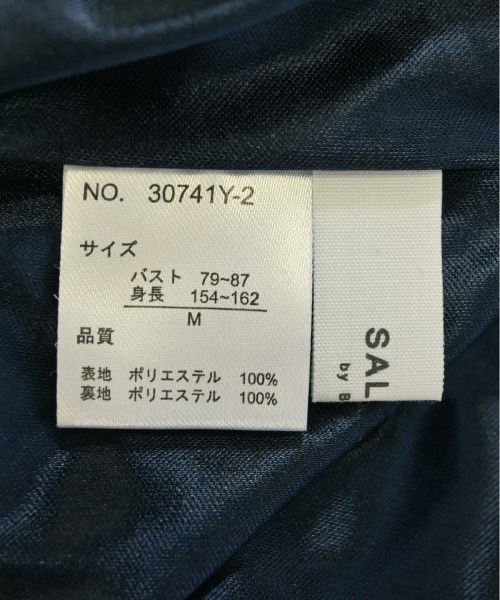 NO. 30741Y-2
サイズ
バスト 79~87
身長 154~162
M
品質
表地 ポリエステル 100%
裏地 ポリエステル 100%
SAL
by